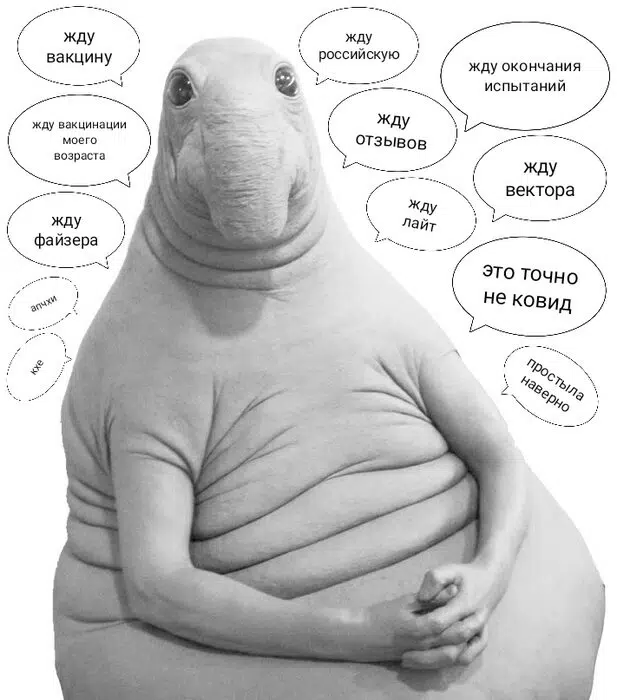 жду
вакцину
жду
российскую
жду окончания
испытаний
жду вакцинации
моего
возраста
жду
отзывов
жду
вектора
жду
файзера
жду
лайт
это точно
не ковид
апчхи
кхе
простыла
наверно